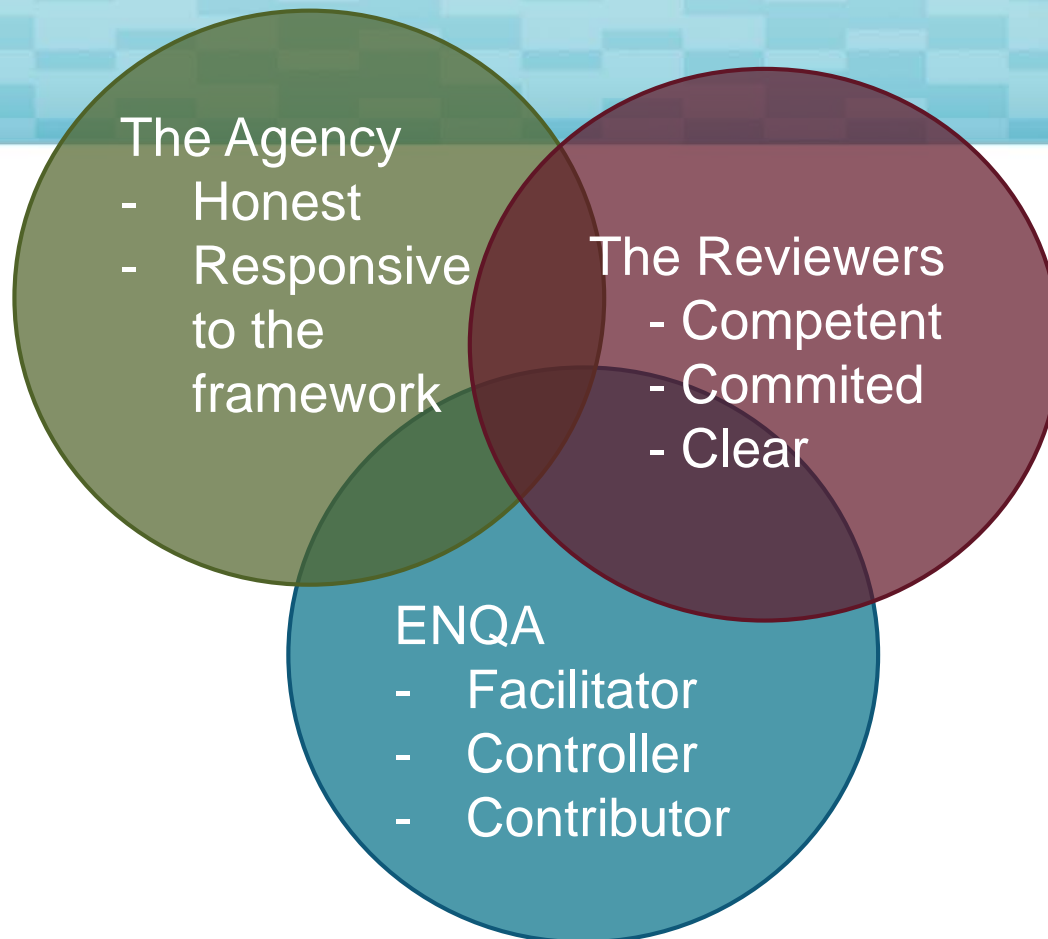 The Agency
- Honest
- Responsive
to the
framework
The Reviewers
- Competent
- Commited
- Clear
ENQA
- Facilitator
- Controller
- Contributor